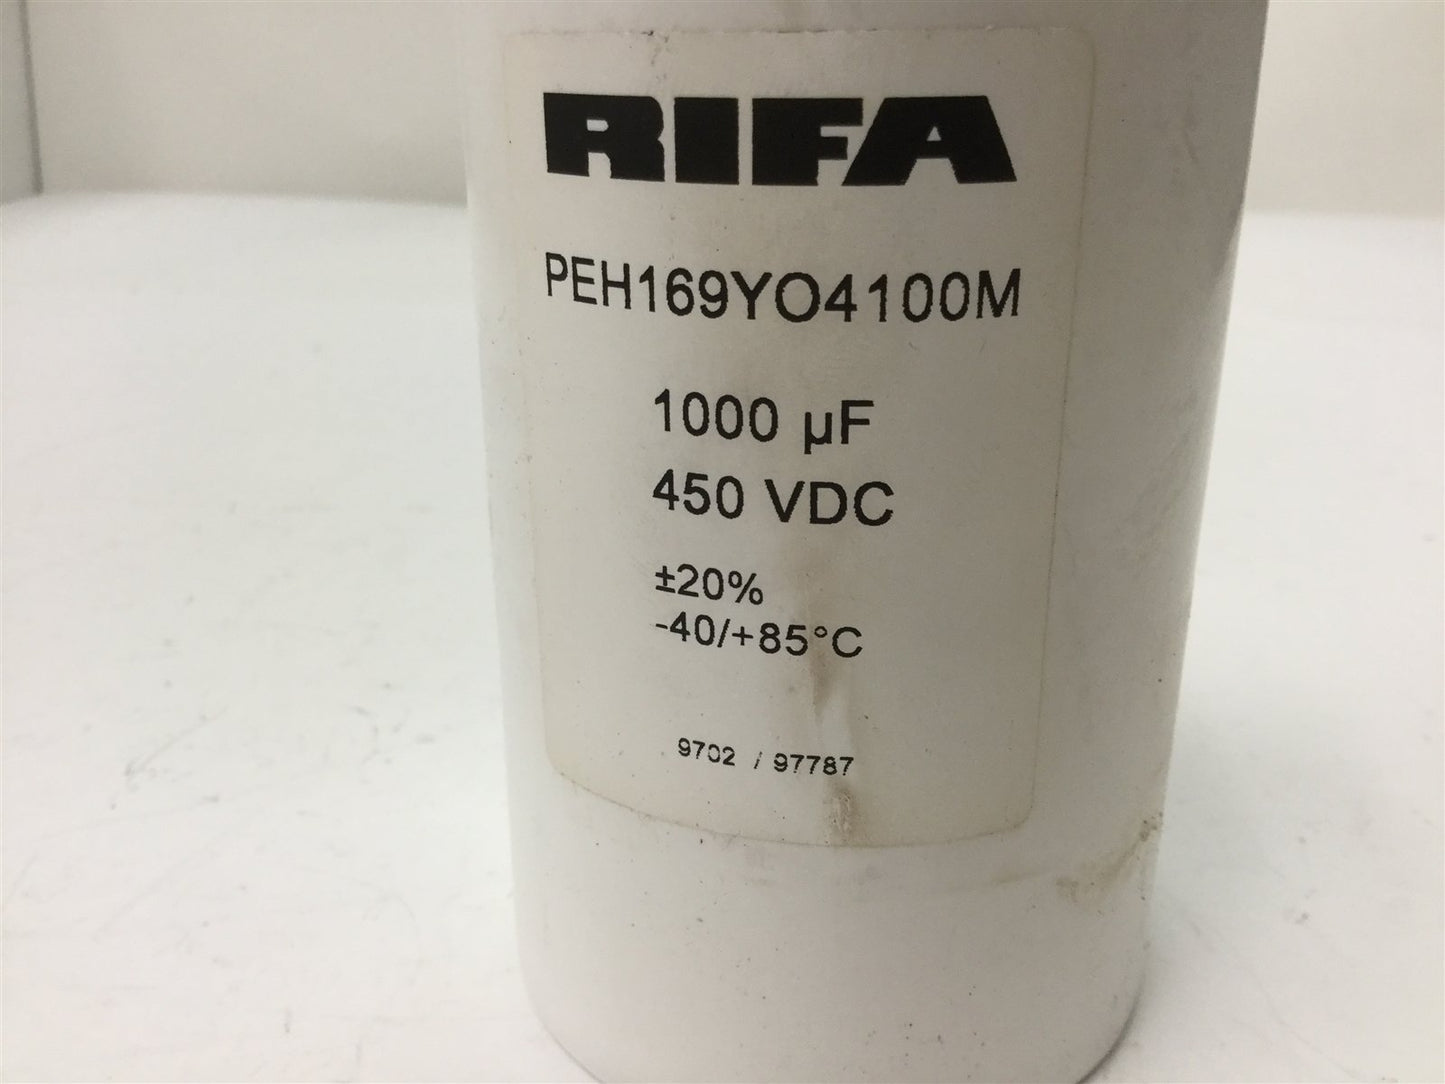 RIFA
PEH169YO4100M
1000 µF
450 VDC
±20%
-40/+85°C
9702 / 97787